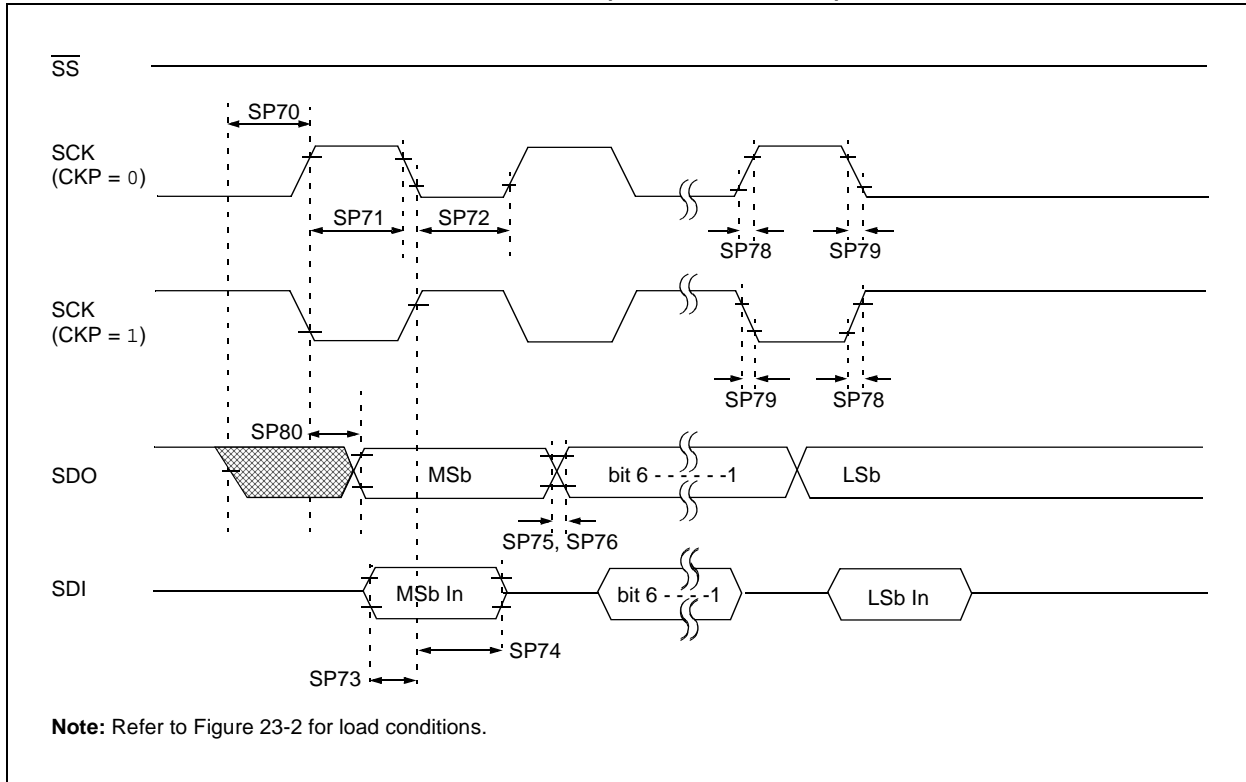 SS
SP70
SCK
(CKP = 0)
SP71
SP72
SP78
SP79
SCK
(CKP = 1)
SP79
SP78
SP80
SDO
MSb
bit 6 - - - - - -1
LSb
SP75, SP76
SDI
MSb In
bit 6 - - - -1
LSb In
SP74
SP73
Note: Refer to Figure 23-2 for load conditions.